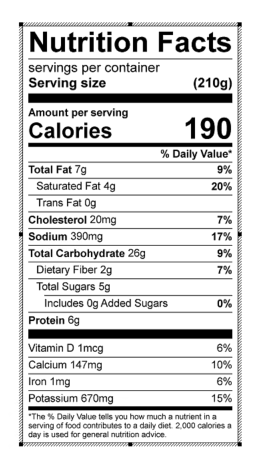 Nutrition Facts
servings per container
Serving size (210g)
Amount per serving
Calories 190
% Daily Value*
Total Fat 7g 9%
Saturated Fat 4g 20%
Trans Fat 0g
Cholesterol 20mg 7%
Sodium 390mg 17%
Total Carbohydrate 26g 9%
Dietary Fiber 2g 7%
Total Sugars 5g
Includes 0g Added Sugars 0%
Protein 6g
Vitamin D 1mcg 6%
Calcium 147mg 10%
Iron 1mg 6%
Potassium 670mg 15%
*The % Daily Value tells you how much a nutrient in a
serving of food contributes to a daily diet. 2,000 calories a
day is used for general nutrition advice.